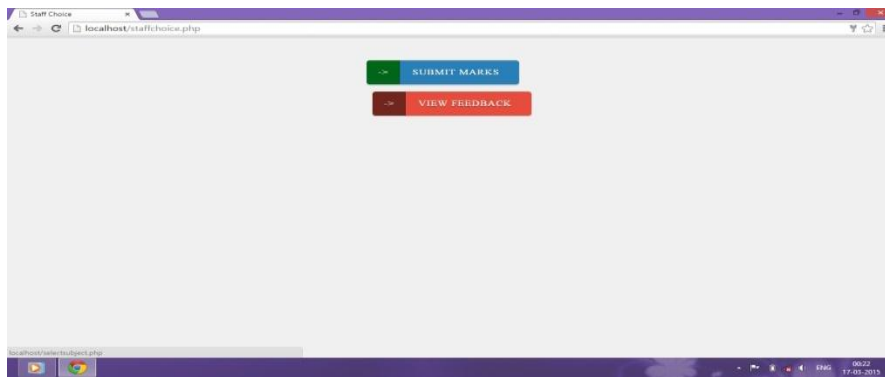 Staff Choice
localhost/staffchoice.php
-> SUBMIT MARKS
-> VIEW FEEDBACK
localhost/selectsubject.php
ENG
00:22
17-03-2015